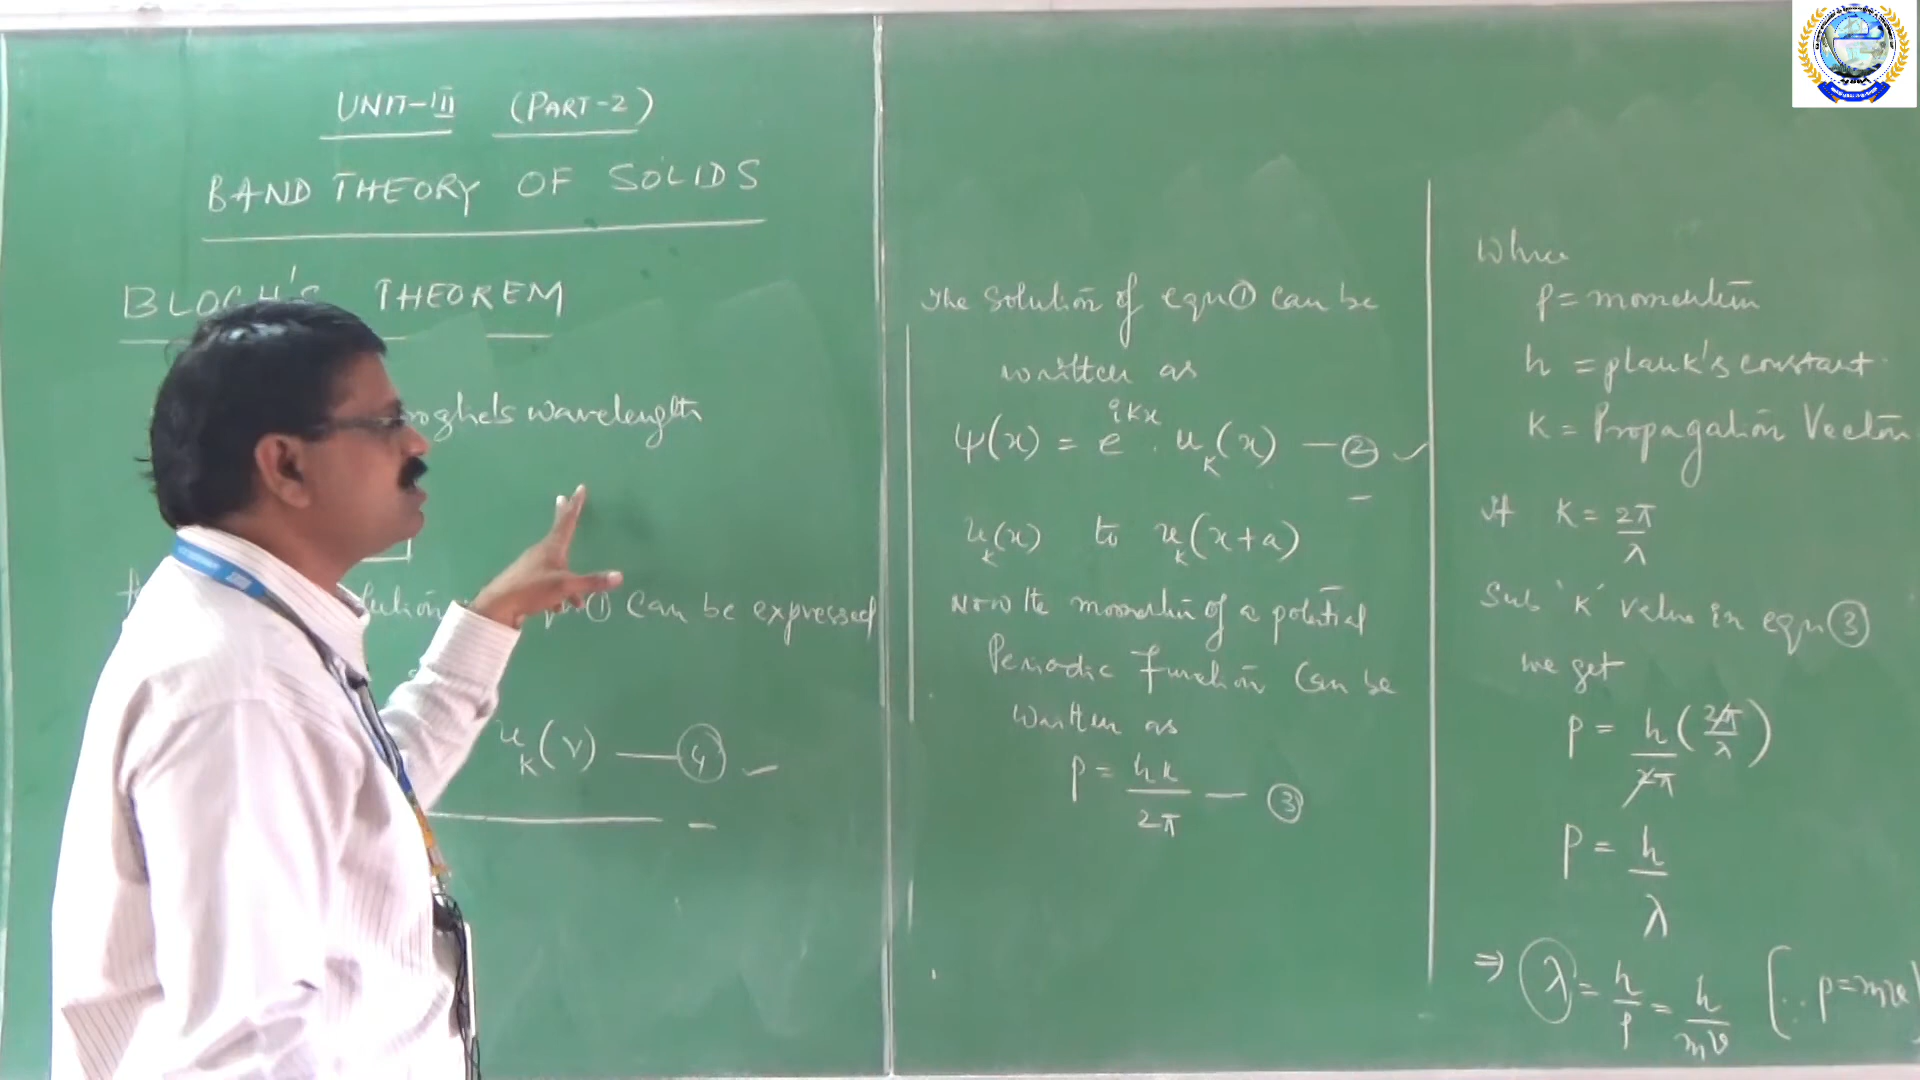 UNIT-III (PART-2)
BAND THEORY OF SOLIDS
BLOCH'S THEOREM
wavelength
equ① can be expressed
u_k(v) — ④ ✓
The solution of equ① can be
written as
ψ(x) = e^{ikx} . u_k(x) — ② ✓
u_k(x) to u_k(x+a)
Now the momentum of a potential
Periodic function can be
written as
P = hk/2π — ③
Where
p = momentum
h = plank's constant.
K = Propagation Vector
If K = 2π/λ
Sub 'K' value in equ ③
we get
P = h/2π (2π/λ)
P = h/λ
⇒ λ = h/p = h/mv [∵ p=mv]